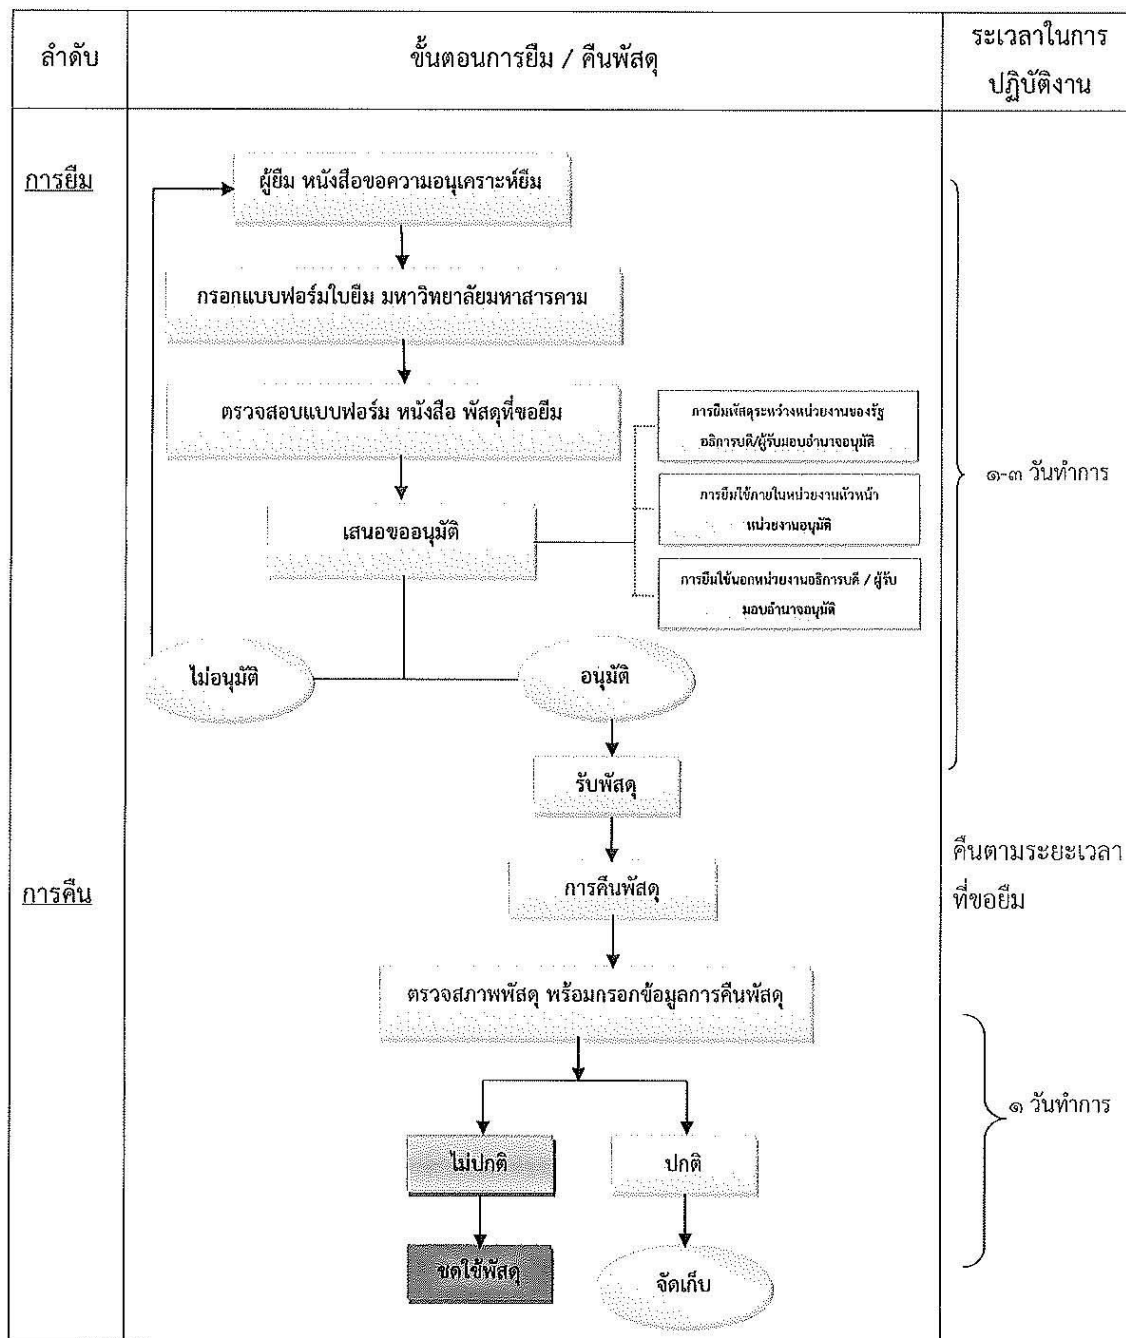 ลำดับ
ขั้นตอนการยืม / คืนพัสดุ
ระเวลาในการ
ปฏิบัติงาน
การยืม
ผู้ยืม หนังสือขอความอนุเคราะห์ยืม
กรอกแบบฟอร์มใบยืม มหาวิทยาลัยมหาสารคาม
ตรวจสอบแบบฟอร์ม หนังสือ พัสดุที่ขอยืม
การยืมพัสดุระหว่างหน่วยงานของรัฐ
อธิการบดี/ผู้รับมอบอำนาจอนุมัติ
๑-๓ วันทำการ
เสนอขออนุมัติ
การยืมใช้ภายในหน่วยงานหัวหน้า
หน่วยงานอนุมัติ
การยืมใช้นอกหน่วยงานอธิการบดี / ผู้รับ
มอบอำนาจอนุมัติ
ไม่อนุมัติ
อนุมัติ
รับพัสดุ
การคืน
การคืนพัสดุ
คืนตามระยะเวลา
ที่ขอยืม
ตรวจสภาพพัสดุ พร้อมกรอกข้อมูลการคืนพัสดุ
๑ วันทำการ
ไม่ปกติ
ปกติ
ชดใช้พัสดุ
จัดเก็บ